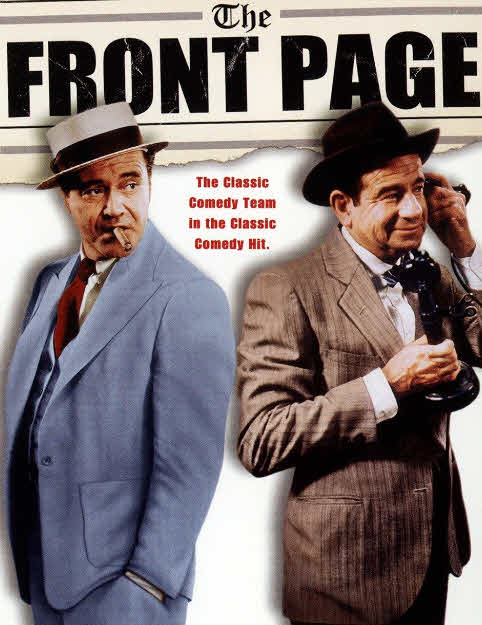 The
FRONT PAGE
The Classic
Comedy Team
in the Classic
Comedy Hit.